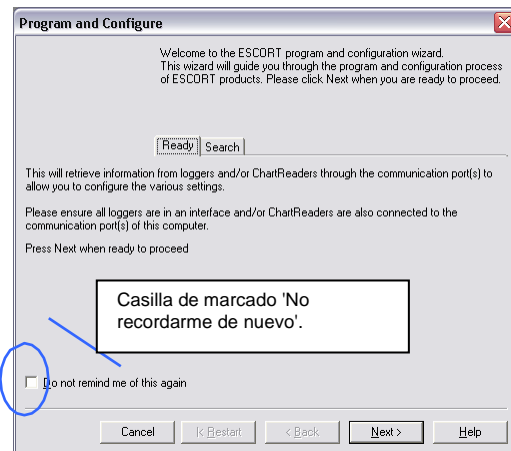 Program and Configure
Welcome to the ESCORT program and configuration wizard.
This wizard will guide you through the program and configuration process
of ESCORT products. Please click Next when you are ready to proceed.
Ready Search
This will retrieve information from loggers and/or ChartReaders through the communication port(s) to
allow you to configure the various settings.
Please ensure all loggers are in an interface and/or ChartReaders are also connected to the
communication port(s) of this computer.
Press Next when ready to proceed
Casilla de marcado 'No
recordarme de nuevo'.
Do not remind me of this again
Cancel |< Restart < Back Next > Help